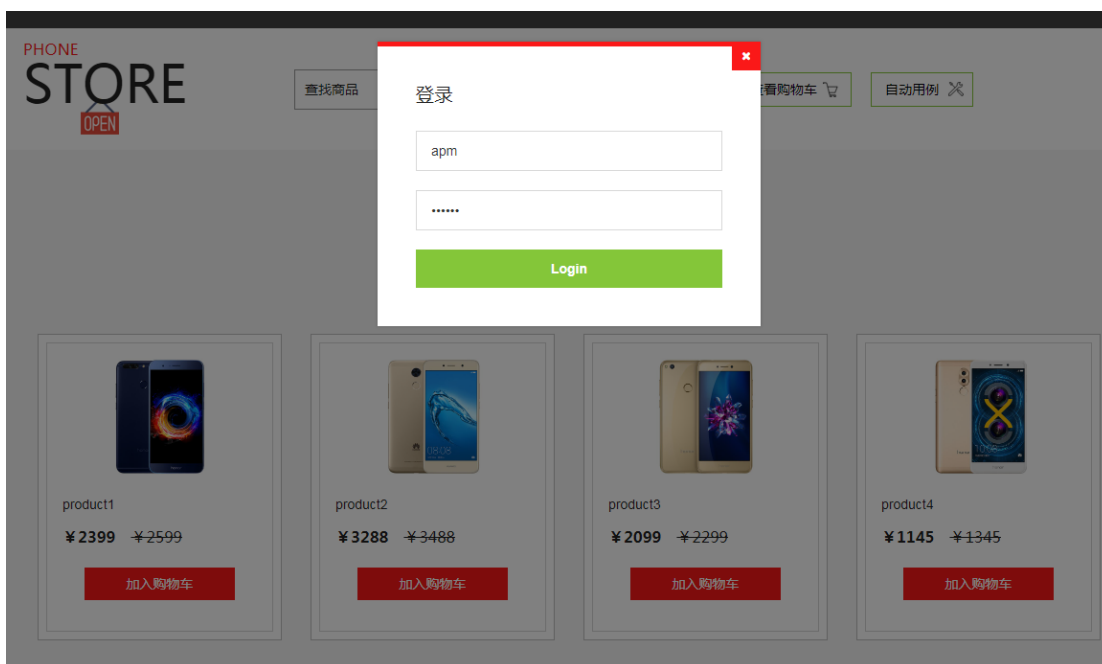 PHONE
STORE
OPEN
查找商品
看购物车
自动用例
登录
apm
••••••
Login
08:08
product1
product2
product3
product4
￥2399 ￥2599
￥3288 ￥3488
￥2099 ￥2299
￥1145 ￥1345
加入购物车
加入购物车
加入购物车
加入购物车